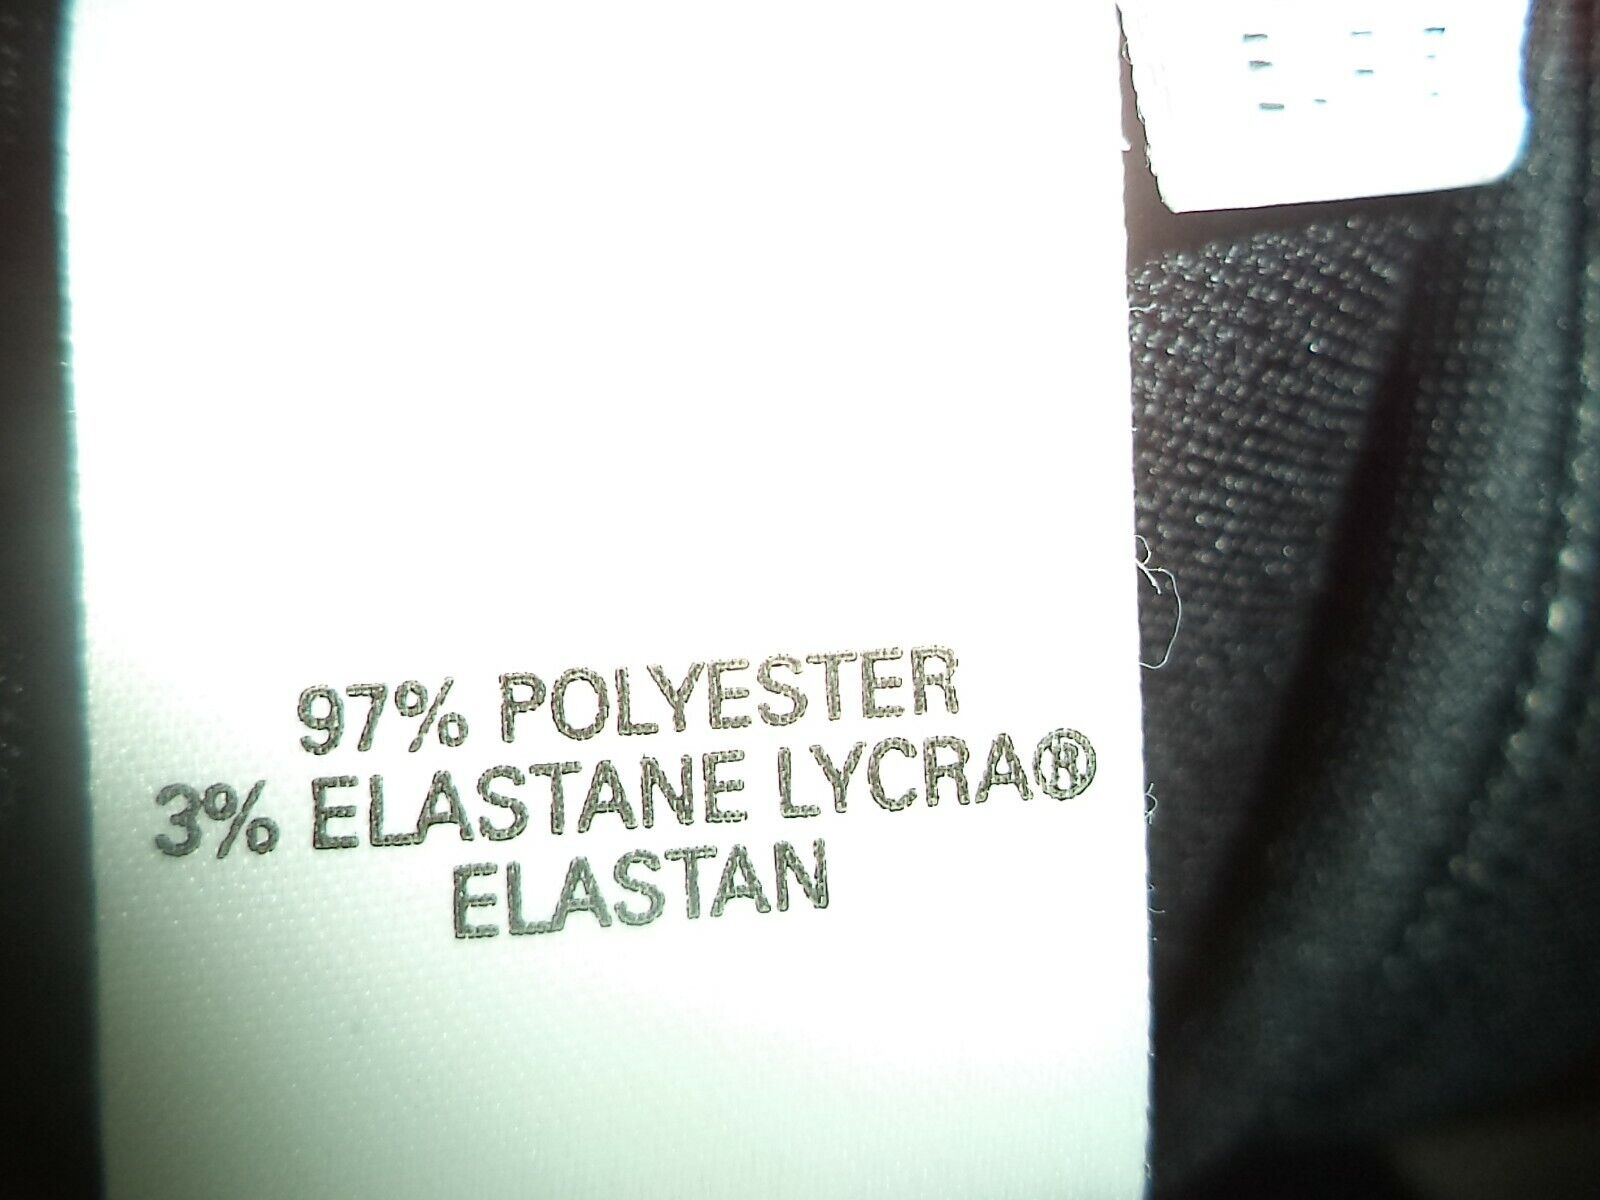 97% POLYESTER
3% ELASTANE LYCRA®
ELASTAN